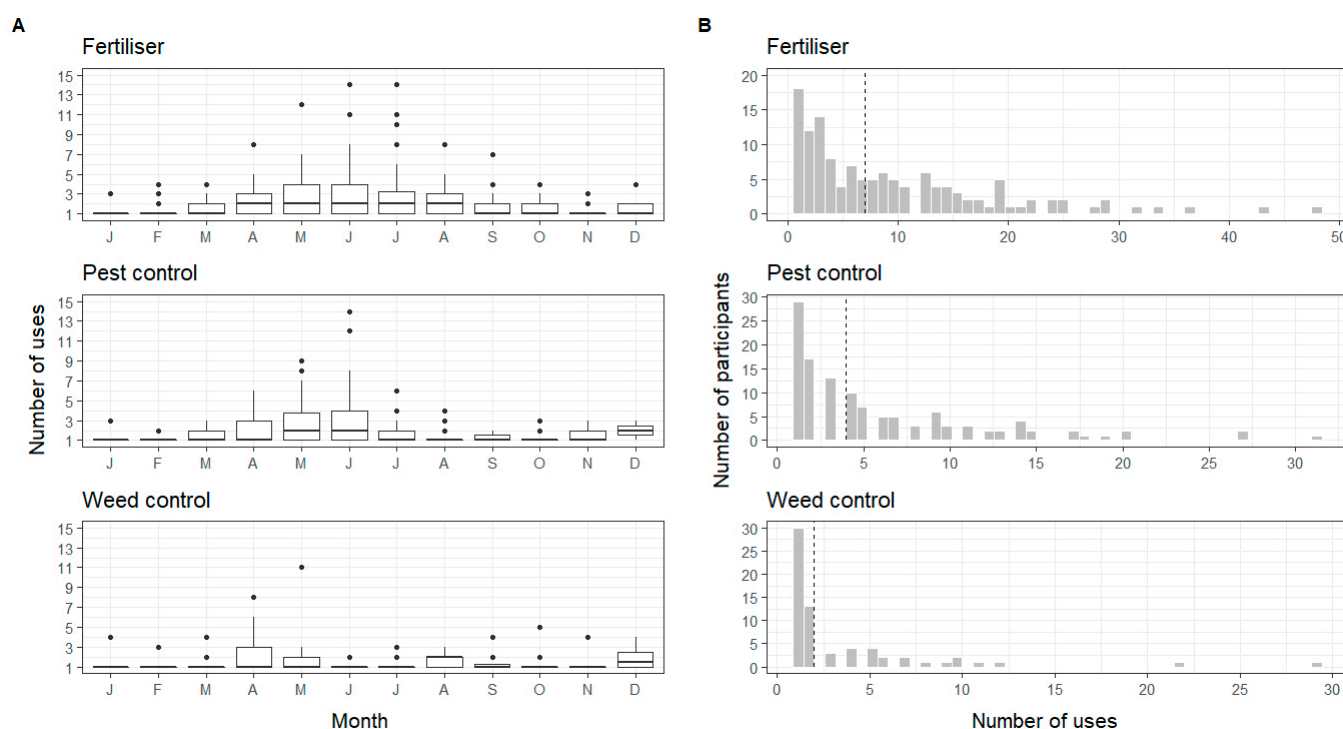 A
Fertiliser
15
13
11
9
7
5
3
1
J F M A M J J A S O N D
Pest control
15
13
11
9
7
5
3
1
J F M A M J J A S O N D
Weed control
15
13
11
9
7
5
3
1
J F M A M J J A S O N D
Number of uses
Month
B
Fertiliser
20
15
10
5
0
0 10 20 30 40 50
Pest control
30
25
20
15
10
5
0
0 5 10 15 20 25 30
Weed control
30
25
20
15
10
5
0
0 5 10 15 20 25 30
Number of participants
Number of uses